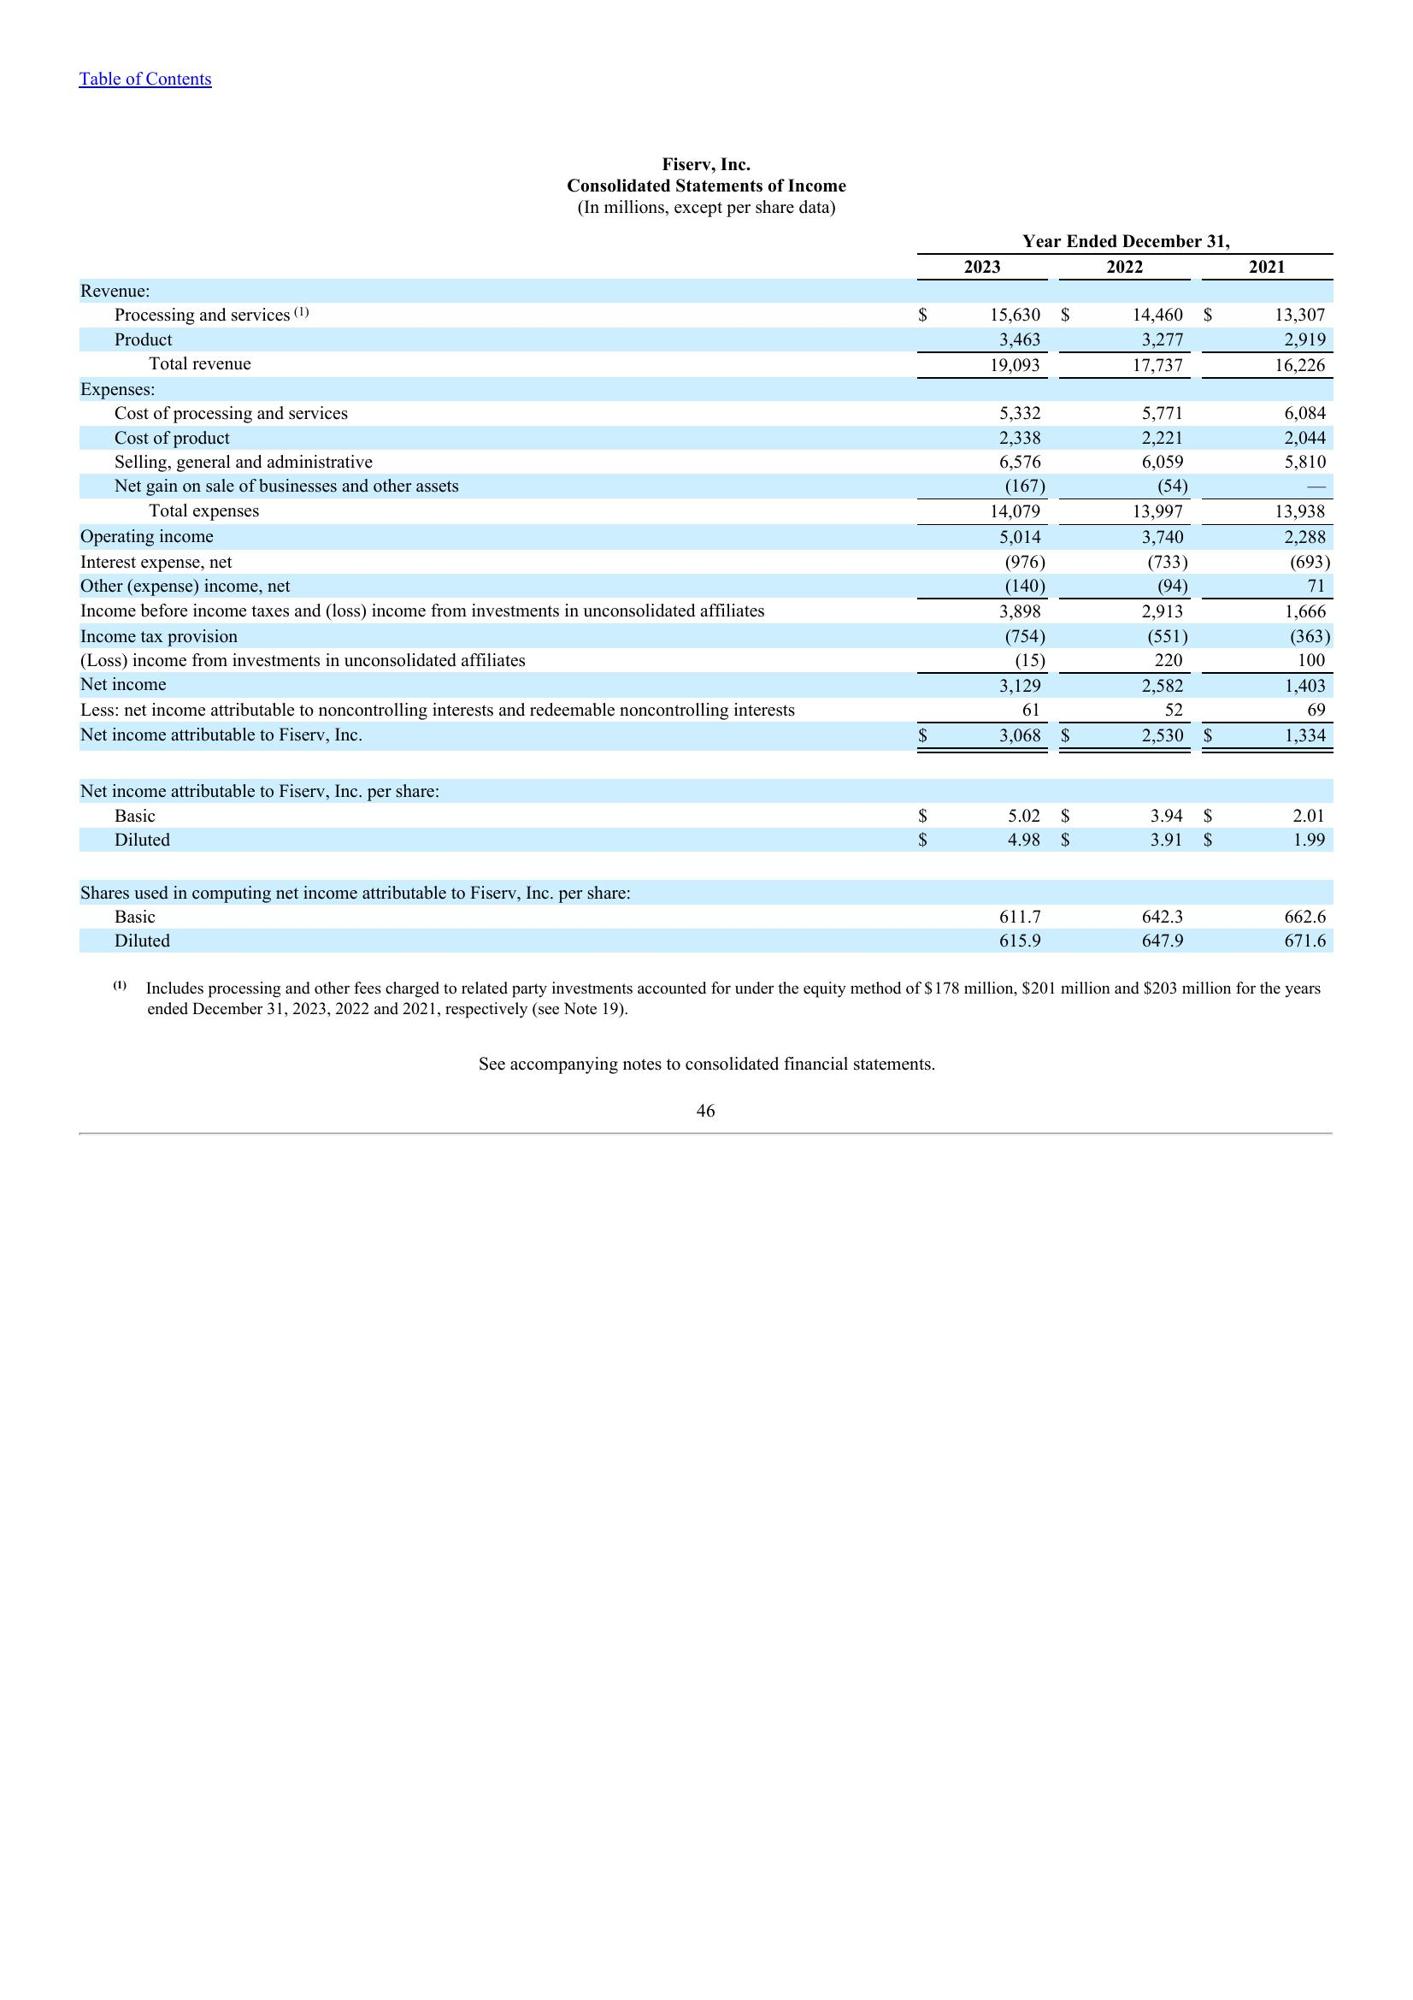 Table of Contents
Fiserv, Inc.
Consolidated Statements of Income
(In millions, except per share data)
Year Ended December 31,
2023 2022 2021
Revenue:
Processing and services (1) $ 15,630 $ 14,460 $ 13,307
Product 3,463 3,277 2,919
Total revenue 19,093 17,737 16,226
Expenses:
Cost of processing and services 5,332 5,771 6,084
Cost of product 2,338 2,221 2,044
Selling, general and administrative 6,576 6,059 5,810
Net gain on sale of businesses and other assets (167) (54) —
Total expenses 14,079 13,997 13,938
Operating income 5,014 3,740 2,288
Interest expense, net (976) (733) (693)
Other (expense) income, net (140) (94) 71
Income before income taxes and (loss) income from investments in unconsolidated affiliates 3,898 2,913 1,666
Income tax provision (754) (551) (363)
(Loss) income from investments in unconsolidated affiliates (15) 220 100
Net income 3,129 2,582 1,403
Less: net income attributable to noncontrolling interests and redeemable noncontrolling interests 61 52 69
Net income attributable to Fiserv, Inc. $ 3,068 $ 2,530 $ 1,334
Net income attributable to Fiserv, Inc. per share:
Basic $ 5.02 $ 3.94 $ 2.01
Diluted $ 4.98 $ 3.91 $ 1.99
Shares used in computing net income attributable to Fiserv, Inc. per share:
Basic 611.7 642.3 662.6
Diluted 615.9 647.9 671.6
(1) Includes processing and other fees charged to related party investments accounted for under the equity method of $178 million, $201 million and $203 million for the years
ended December 31, 2023, 2022 and 2021, respectively (see Note 19).
See accompanying notes to consolidated financial statements.
46